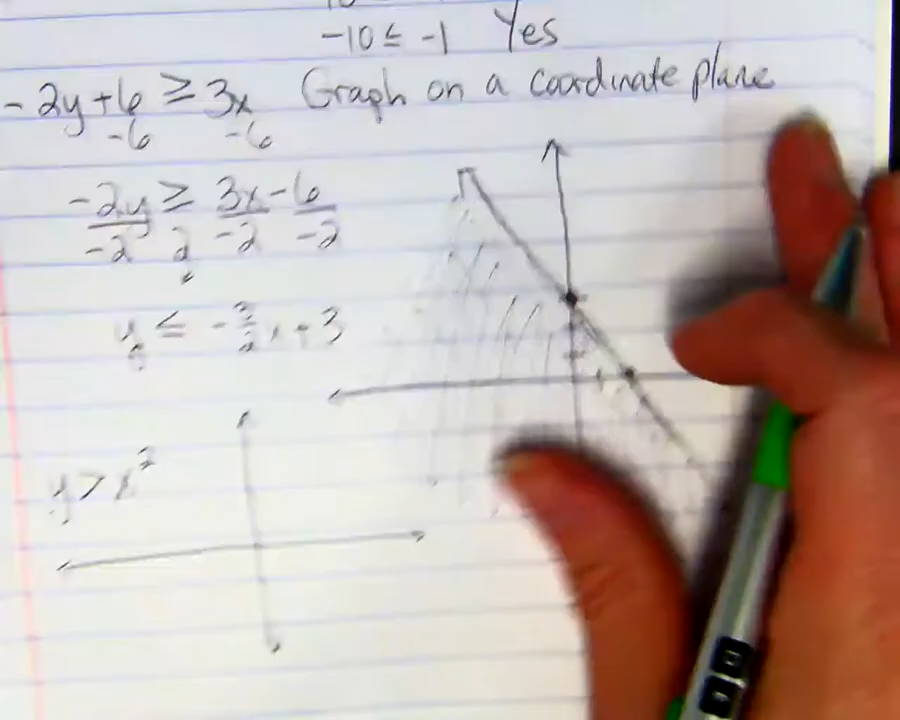 -10 ≤ -1 Yes
-2y+6 ≥ 3x Graph on a coordinate plane
-6 -6
-2y ≥ 3x-6
-2 2 -2 -2
y ≤ -3/2x+3
y > x²